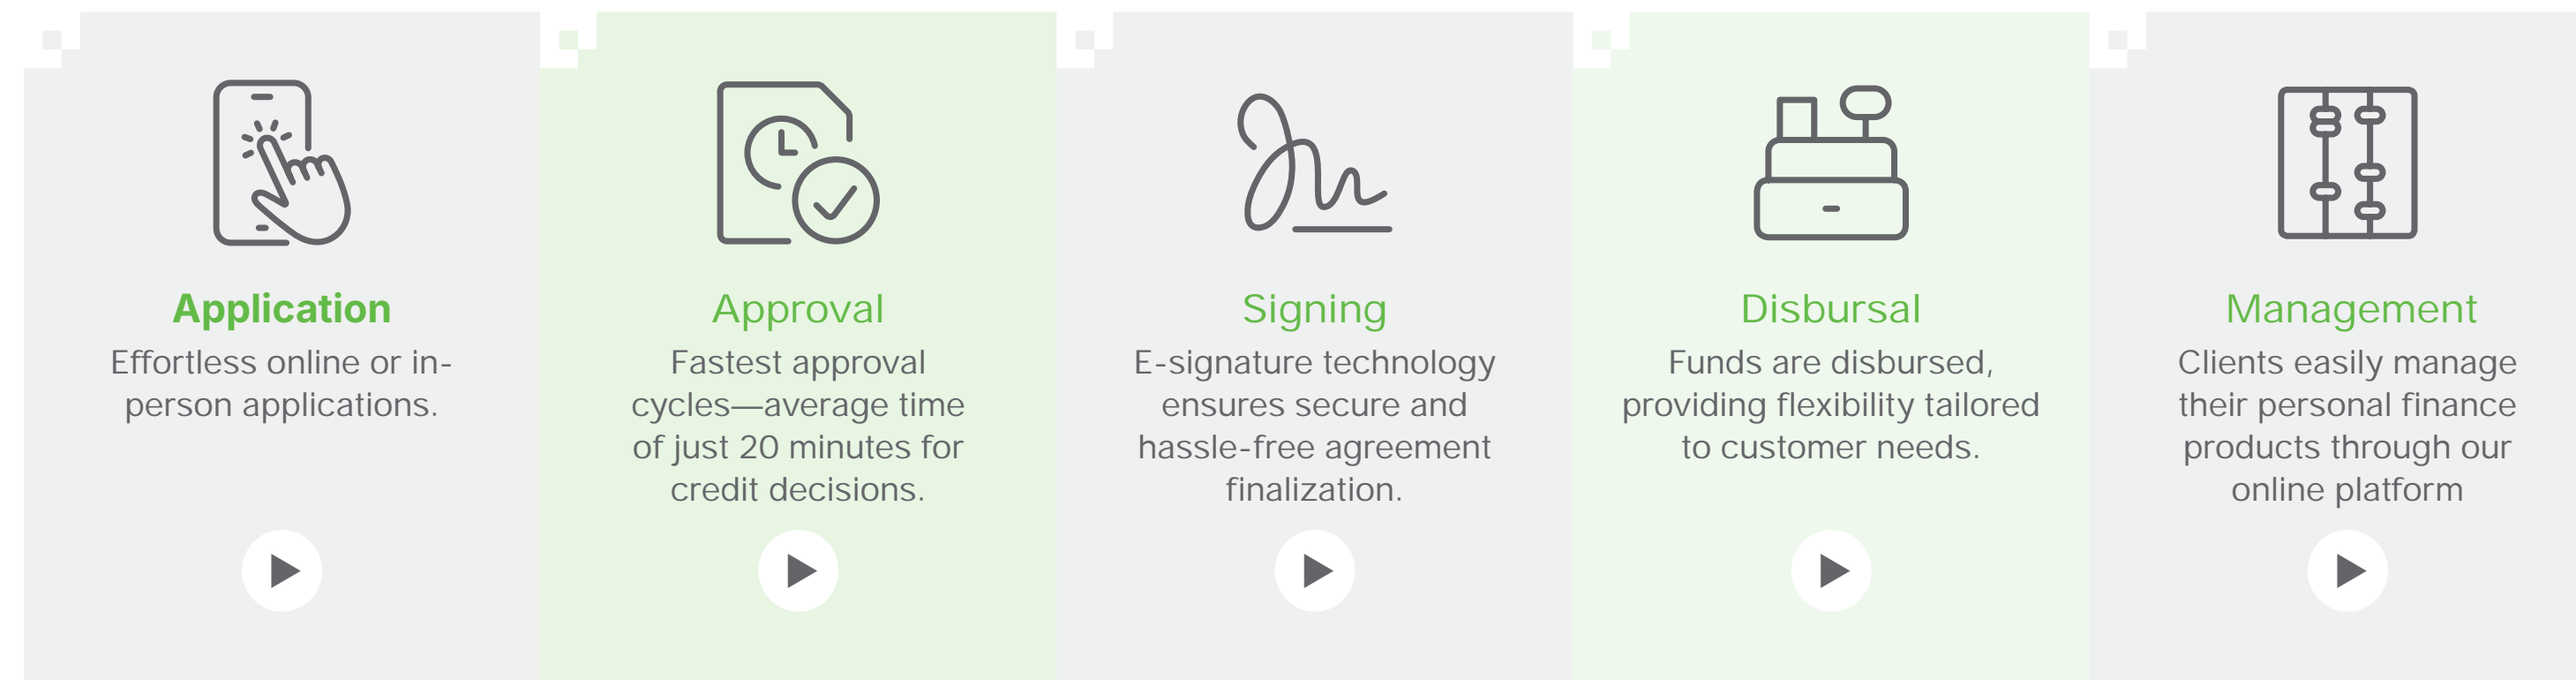 Application
Effortless online or in-
person applications.
Approval
Fastest approval
cycles—average time
of just 20 minutes for
credit decisions.
Signing
E-signature technology
ensures secure and
hassle-free agreement
finalization.
Disbursal
Funds are disbursed,
providing flexibility tailored
to customer needs.
Management
Clients easily manage
their personal finance
products through our
online platform